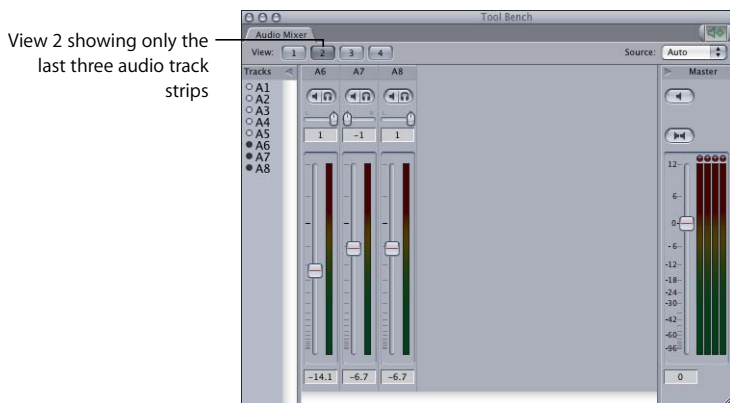 View 2 showing only the
last three audio track
strips
Tool Bench
Audio Mixer
View: 1 2 3 4
Source: Auto
Tracks A6 A7 A8 Master
A1
A2
A3
A4
A5
A6
A7
A8
L R
1 -1 1
12
6
0
-6
-12
-18
-24
-30
-42
-60
-96
-14.1 -6.7 -6.7 0